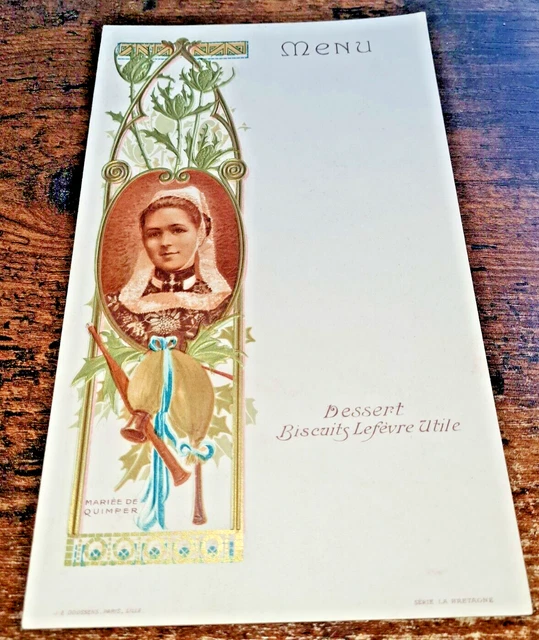 MENU
Dessert
Biscuits Lefèvre Utile
MARIÉE DE
QUIMPER
SÉRIE LA BRETAGNE